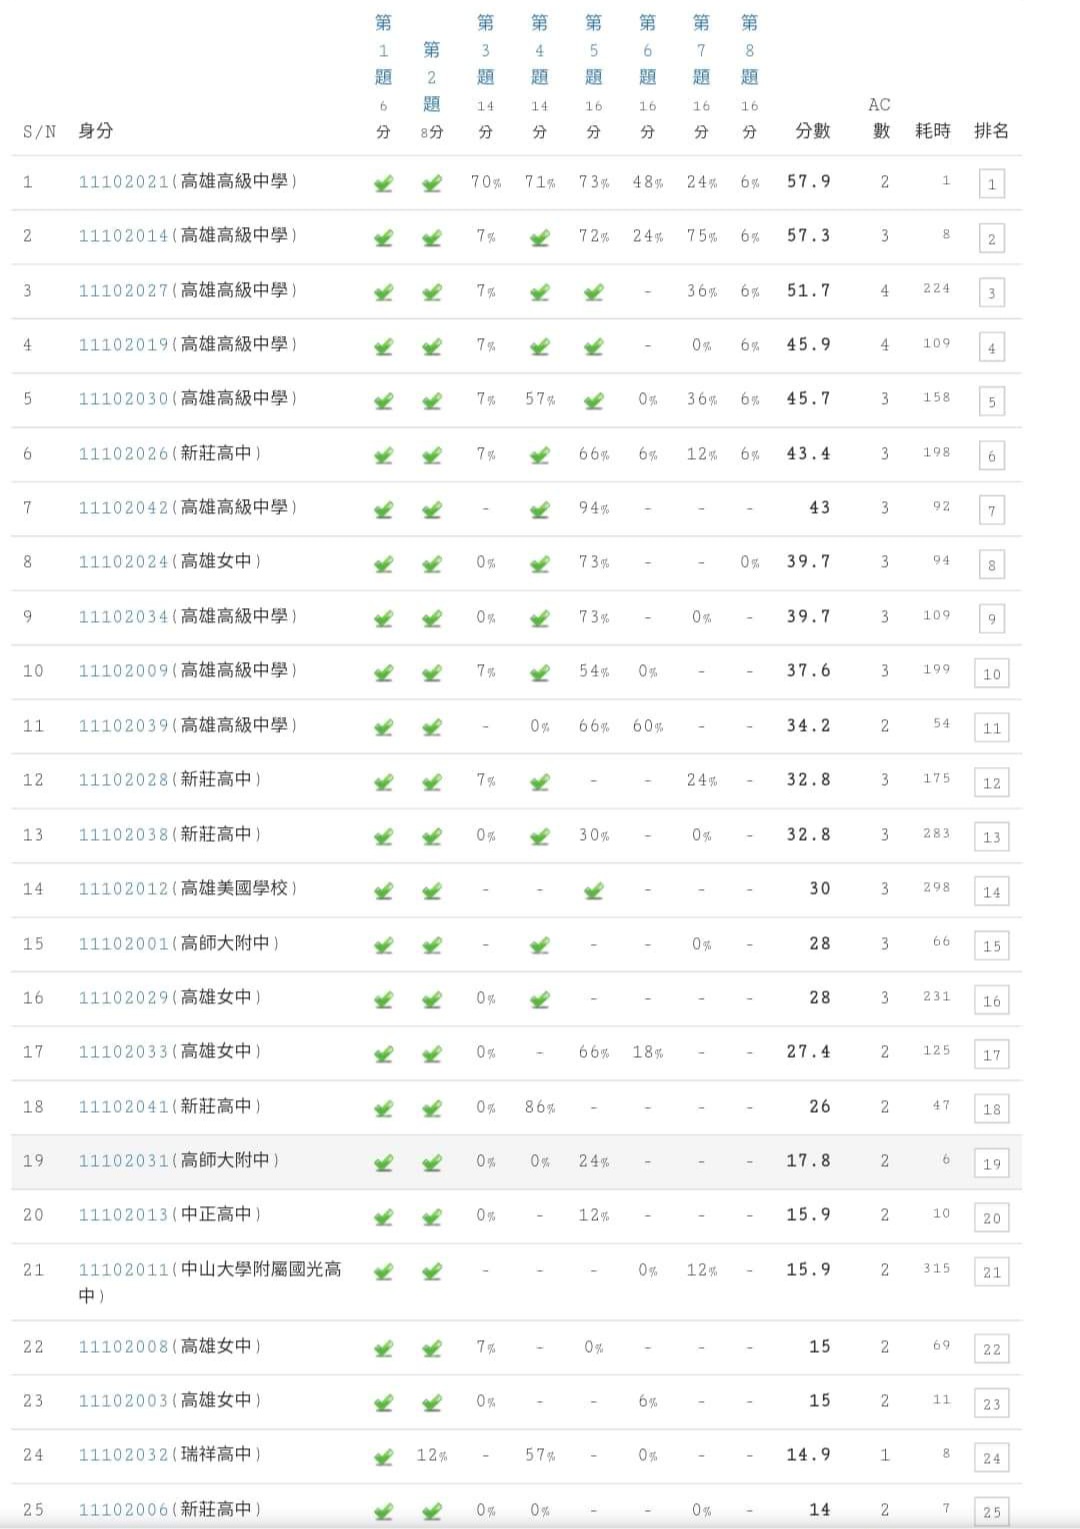 S/N 身分 第1題 6分 第2題 8分 第3題 14分 第4題 14分 第5題 16分 第6題 16分 第7題 16分 第8題 16分 分數 AC數 耗時 排名
1 11102021(高雄高級中學) 70% 71% 73% 48% 24% 6% 57.9 2 1 1
2 11102014(高雄高級中學) 7% 72% 24% 75% 6% 57.3 3 8 2
3 11102027(高雄高級中學) 7% - 36% 6% 51.7 4 224 3
4 11102019(高雄高級中學) 7% - 0% 6% 45.9 4 109 4
5 11102030(高雄高級中學) 7% 57% 0% 36% 6% 45.7 3 158 5
6 11102026(新莊高中) 7% 66% 6% 12% 6% 43.4 3 198 6
7 11102042(高雄高級中學) - 94% - - - 43 3 92 7
8 11102024(高雄女中) 0% 73% - - 0% 39.7 3 94 8
9 11102034(高雄高級中學) 0% 73% - 0% - 39.7 3 109 9
10 11102009(高雄高級中學) 7% 54% 0% - - 37.6 3 199 10
11 11102039(高雄高級中學) - 0% 66% 60% - - 34.2 2 54 11
12 11102028(新莊高中) 7% - - 24% - 32.8 3 175 12
13 11102038(新莊高中) 0% 30% - 0% - 32.8 3 283 13
14 11102012(高雄美國學校) - - - - - 30 3 298 14
15 11102001(高師大附中) - - - 0% - 28 3 66 15
16 11102029(高雄女中) 0% - - - - 28 3 231 16
17 11102033(高雄女中) 0% - 66% 18% - - 27.4 2 125 17
18 11102041(新莊高中) 0% 86% - - - - 26 2 47 18
19 11102031(高師大附中) 0% 0% 24% - - - 17.8 2 6 19
20 11102013(中正高中) 0% - 12% - - - 15.9 2 10 20
21 11102011(中山大學附屬國光高 - - - 0% 12% - 15.9 2 315 21
中)
22 11102008(高雄女中) 7% - 0% - - - 15 2 69 22
23 11102003(高雄女中) 0% - - 6% - - 15 2 11 23
24 11102032(瑞祥高中) 12% - 57% - 0% - - 14.9 1 8 24
25 11102006(新莊高中) 0% 0% - - 0% - 14 2 7 25